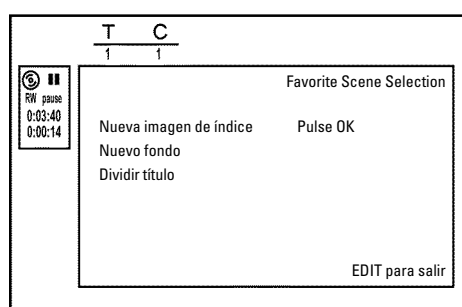 T C
1 1
RW pause
0:03:40
0:00:14
Favorite Scene Selection
Nueva imagen de índice Pulse OK
Nuevo fondo
Dividir título
EDIT para salir